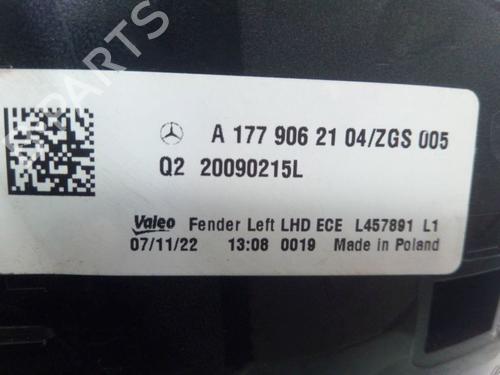 B-PARTS
A 177 906 21 04/ZGS 005
Q2 20090215L
Valeo Fender Left LHD ECE L457891 L1
07/11/22 13:08 0019 Made in Poland